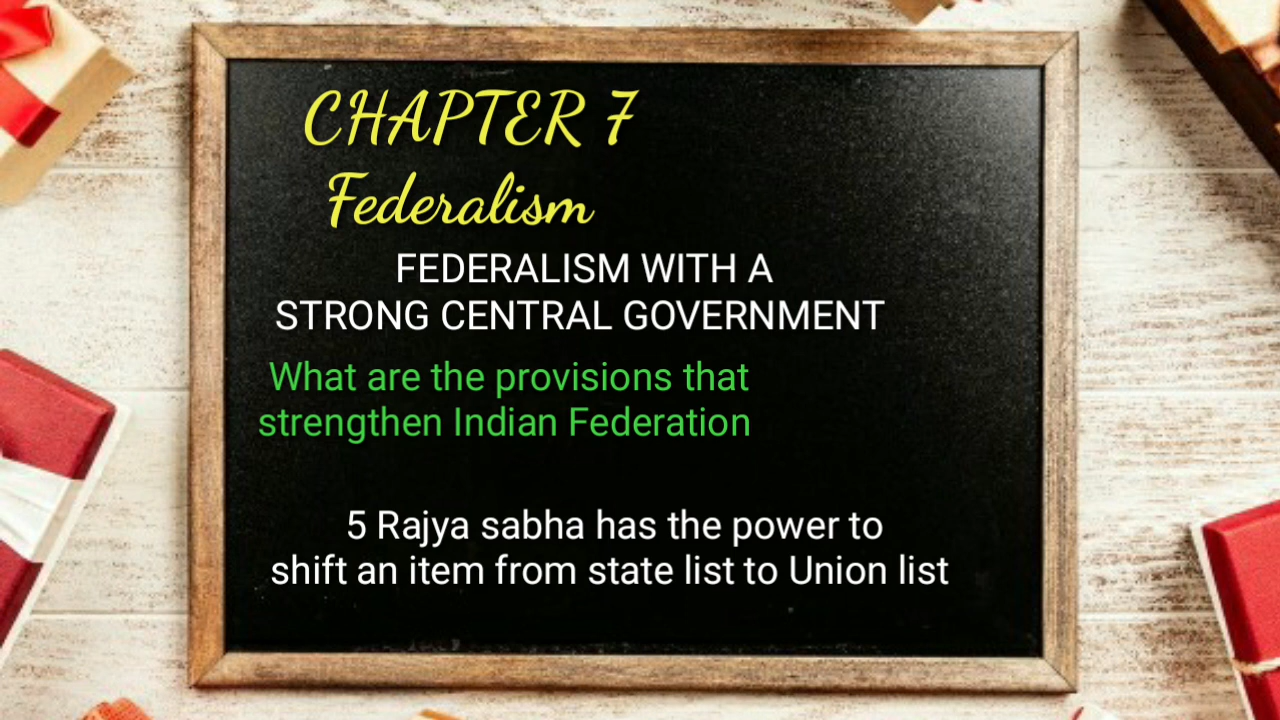 CHAPTER 7
Federalism
FEDERALISM WITH A
STRONG CENTRAL GOVERNMENT
What are the provisions that
strengthen Indian Federation
5 Rajya sabha has the power to
shift an item from state list to Union list